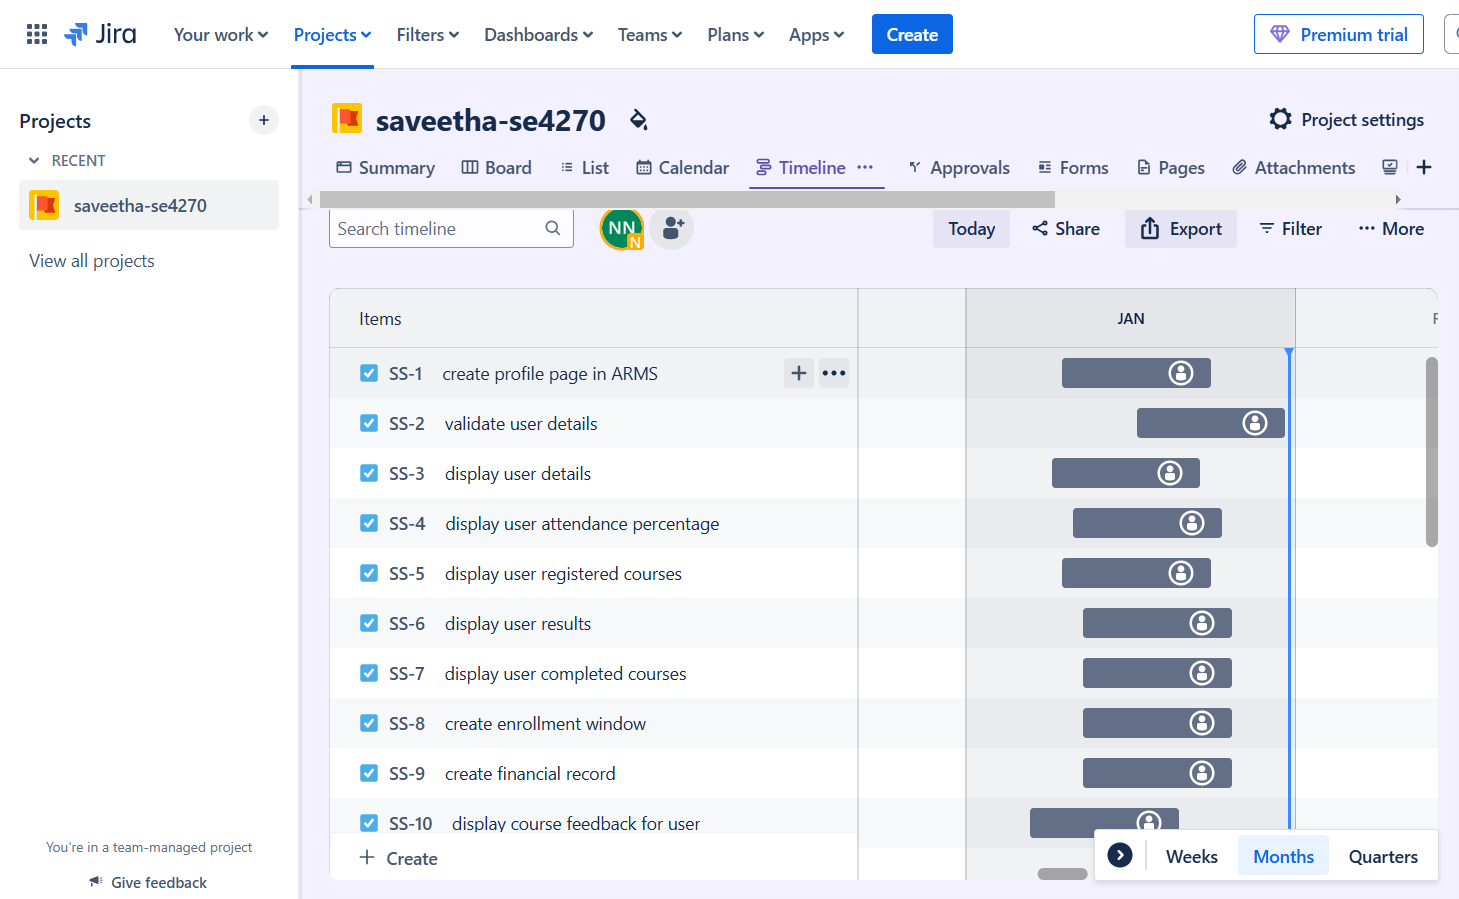 Jira Your work Projects Filters Dashboards Teams Plans Apps Create Premium trial
Projects
RECENT
saveetha-se4270
View all projects
You're in a team-managed project
Give feedback
saveetha-se4270 Project settings
Summary Board List Calendar Timeline Approvals Forms Pages Attachments
Search timeline NN N Today Share Export Filter More
Items JAN
SS-1 create profile page in ARMS
SS-2 validate user details
SS-3 display user details
SS-4 display user attendance percentage
SS-5 display user registered courses
SS-6 display user results
SS-7 display user completed courses
SS-8 create enrollment window
SS-9 create financial record
SS-10 display course feedback for user
Create
Weeks Months Quarters